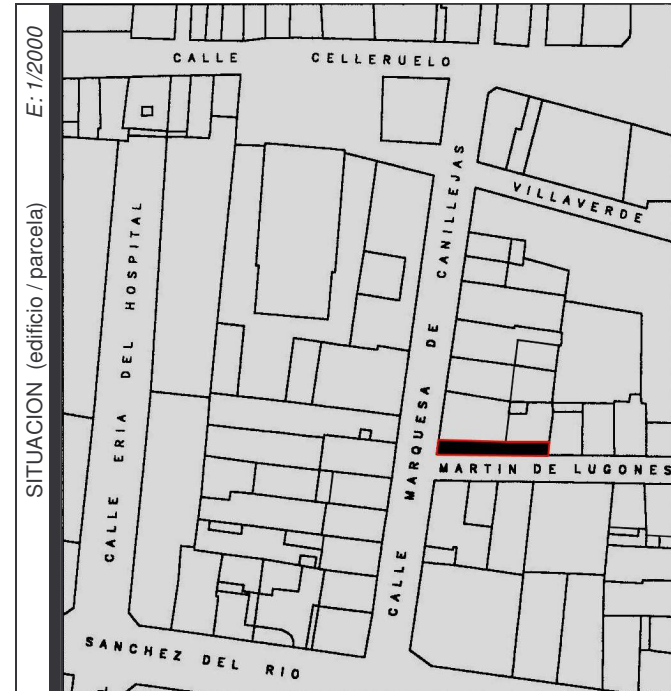 SITUACION (edificio / parcela) E: 1/2000
CALLE CELLERUELO
VILLAVERDE
CALLE MARQUESA DE CANILLEJAS
CALLE ERIA DEL HOSPITAL
MARTIN DE LUGONES
SANCHEZ DEL RIO